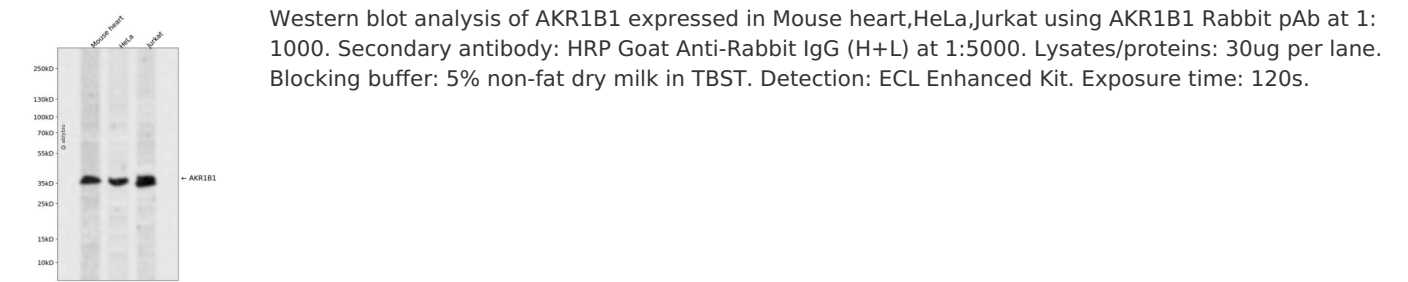 Mouse heart
HeLa
Jurkat
250kD
130kD
100kD
70kD
55kD
35kD
25kD
15kD
10kD
← AKR1B1
Western blot analysis of AKR1B1 expressed in Mouse heart,HeLa,Jurkat using AKR1B1 Rabbit pAb at 1:
1000. Secondary antibody: HRP Goat Anti-Rabbit IgG (H+L) at 1:5000. Lysates/proteins: 30ug per lane.
Blocking buffer: 5% non-fat dry milk in TBST. Detection: ECL Enhanced Kit. Exposure time: 120s.